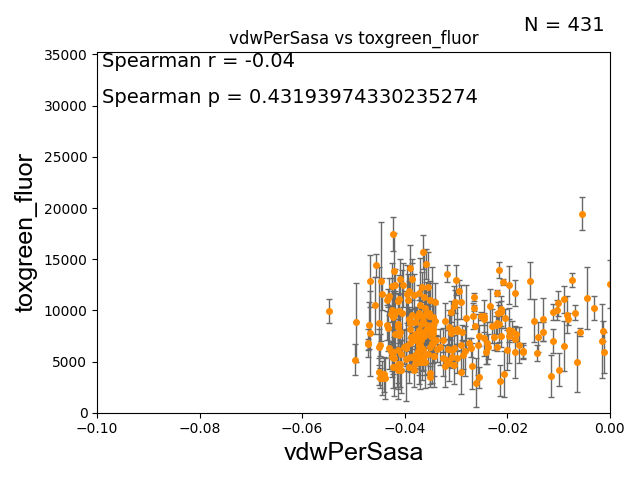 N = 431
vdwPerSasa vs toxgreen_fluor
Spearman r = -0.04
Spearman p = 0.43193974330235274
35000
30000
25000
20000
15000
10000
5000
0
toxgreen_fluor
−0.10 −0.08 −0.06 −0.04 −0.02 0.00
vdwPerSasa